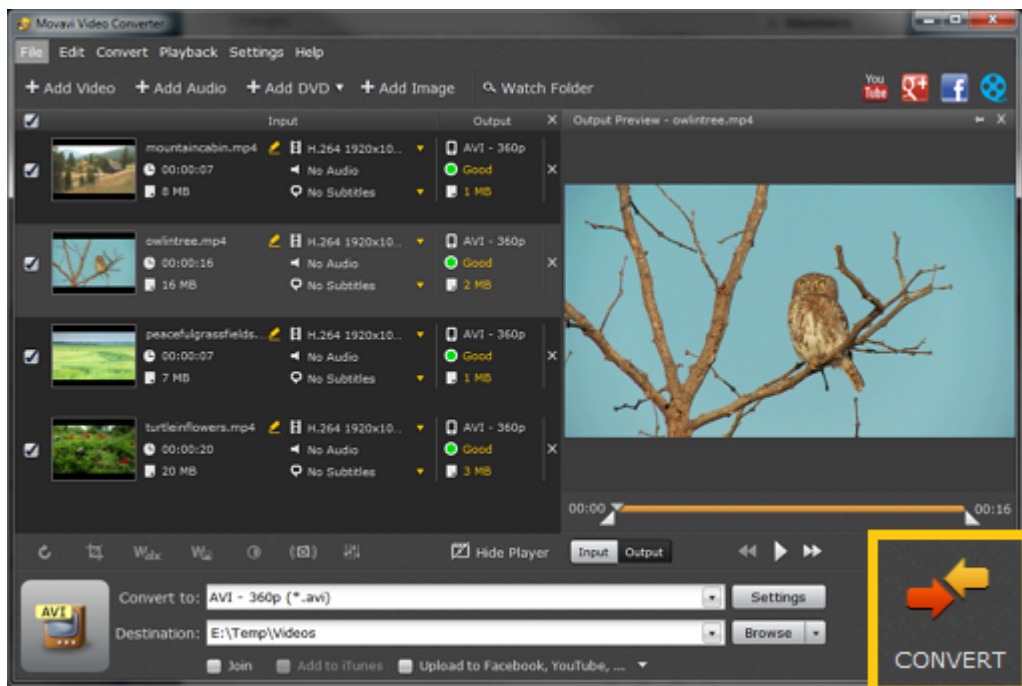 Movavi Video Converter
File Edit Convert Playback Settings Help
+ Add Video + Add Audio + Add DVD + Add Image Watch Folder
You Tube g+ f
Input Output X Output Preview - owlintree.mp4 X
mountaincabin.mp4 H.264 1920x10... AVI - 360p
00:00:07 No Audio Good X
8 MB No Subtitles 1 MB
owlintree.mp4 H.264 1920x10... AVI - 360p
00:00:16 No Audio Good X
16 MB No Subtitles 2 MB
peacefulgrassfields... H.264 1920x10... AVI - 360p
00:00:07 No Audio Good X
7 MB No Subtitles 1 MB
turtleinflowers.mp4 H.264 1920x10... AVI - 360p
00:00:20 No Audio Good X
20 MB No Subtitles 3 MB
00:00 00:16
Hide Player Input Output
AVI
Convert to: AVI - 360p (*.avi) Settings
Destination: E:\Temp\Videos Browse
Join Add to iTunes Upload to Facebook, YouTube, ...
CONVERT